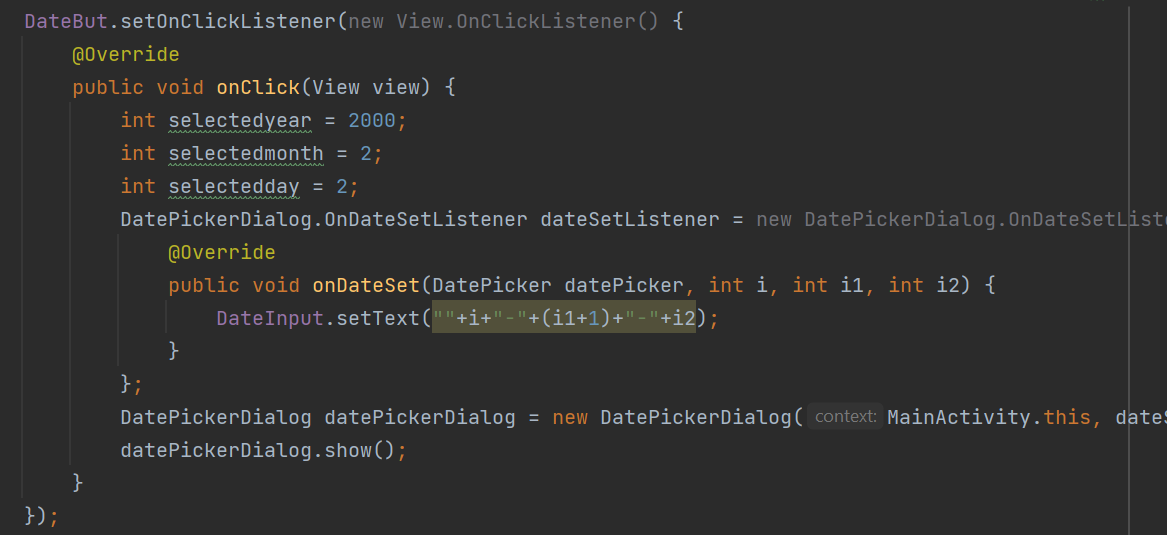 DateBut.setOnClickListener(new View.OnClickListener() {
@Override
public void onClick(View view) {
int selectedyear = 2000;
int selectedmonth = 2;
int selectedday = 2;
DatePickerDialog.OnDateSetListener dateSetListener = new DatePickerDialog.OnDateSetListe
@Override
public void onDateSet(DatePicker datePicker, int i, int i1, int i2) {
DateInput.setText(""+i+"-"+(i1+1)+"-"+i2);
}
};
DatePickerDialog datePickerDialog = new DatePickerDialog( context: MainActivity.this, dateS
datePickerDialog.show();
}
});